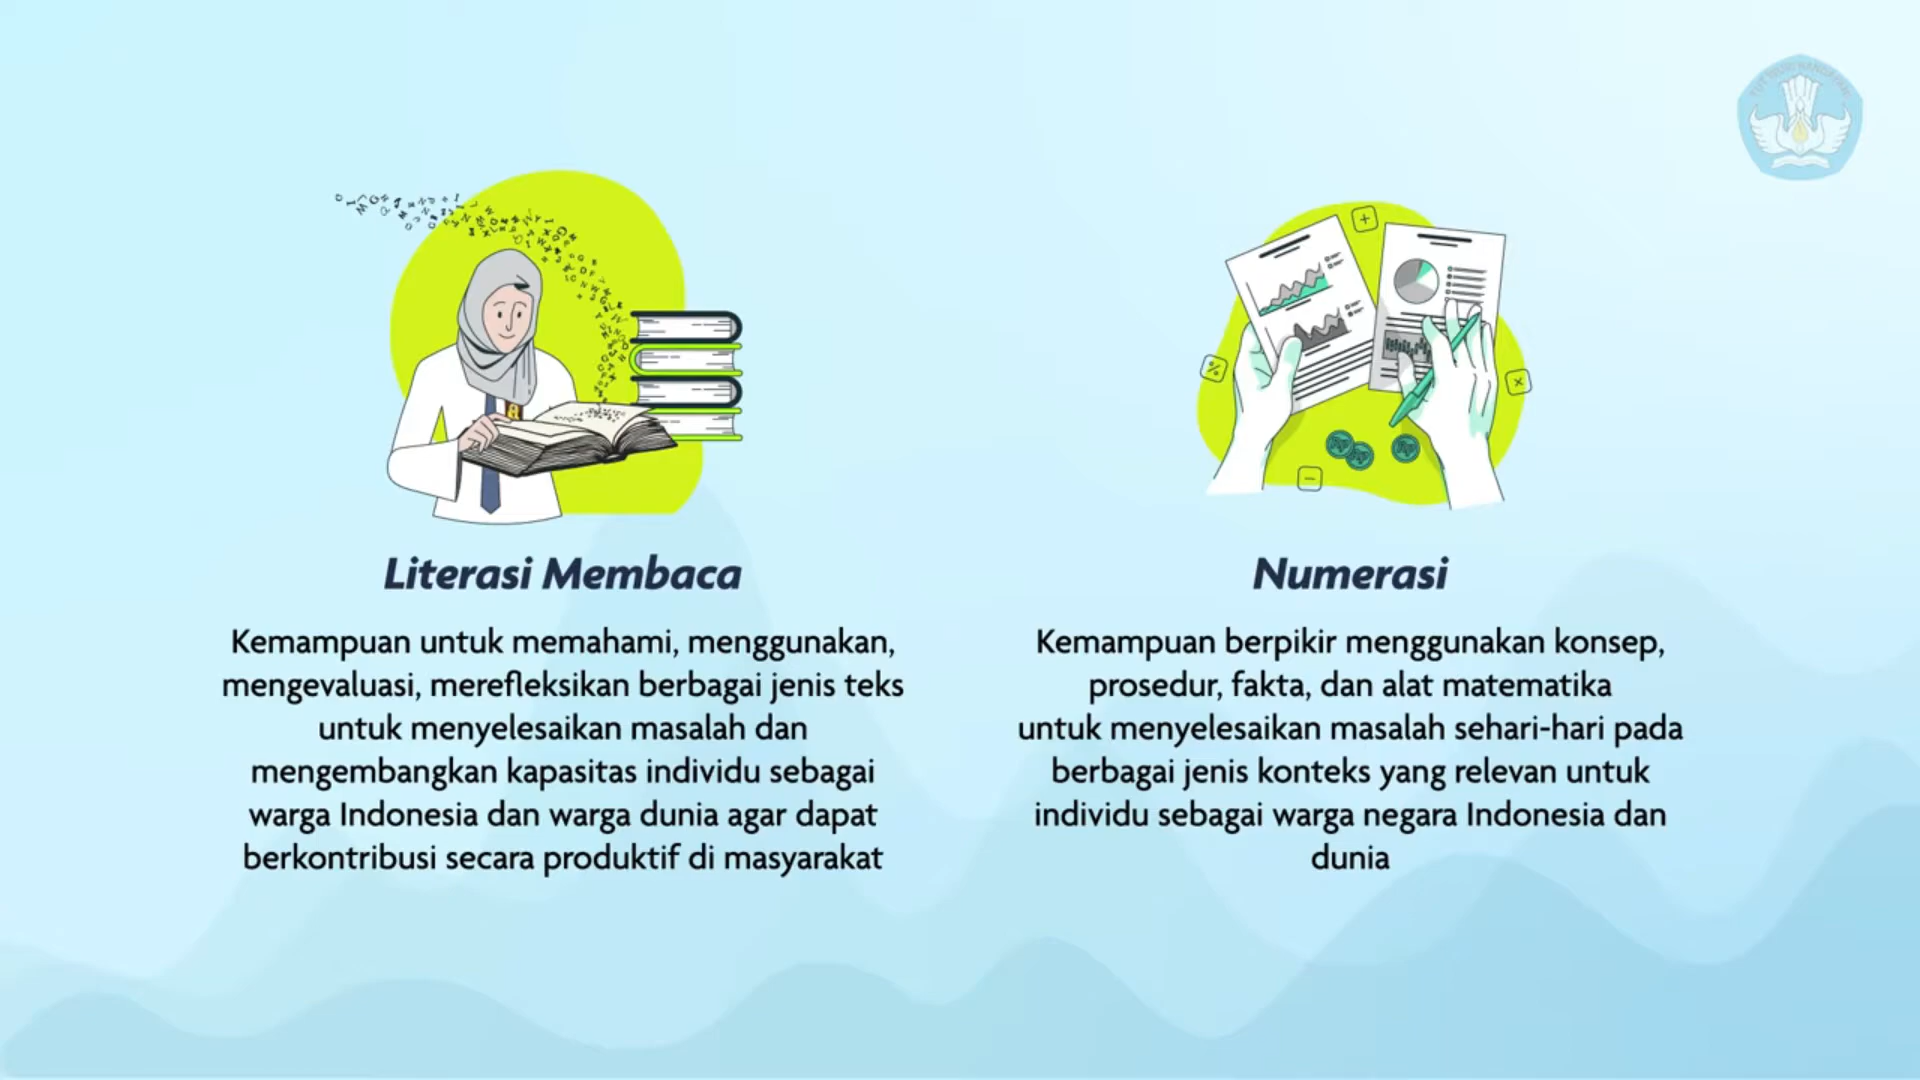 TUT WURI HANDAYANI
Literasi Membaca
Kemampuan untuk memahami, menggunakan,
mengevaluasi, merefleksikan berbagai jenis teks
untuk menyelesaikan masalah dan
mengembangkan kapasitas individu sebagai
warga Indonesia dan warga dunia agar dapat
berkontribusi secara produktif di masyarakat
Numerasi
Kemampuan berpikir menggunakan konsep,
prosedur, fakta, dan alat matematika
untuk menyelesaikan masalah sehari-hari pada
berbagai jenis konteks yang relevan untuk
individu sebagai warga negara Indonesia dan
dunia